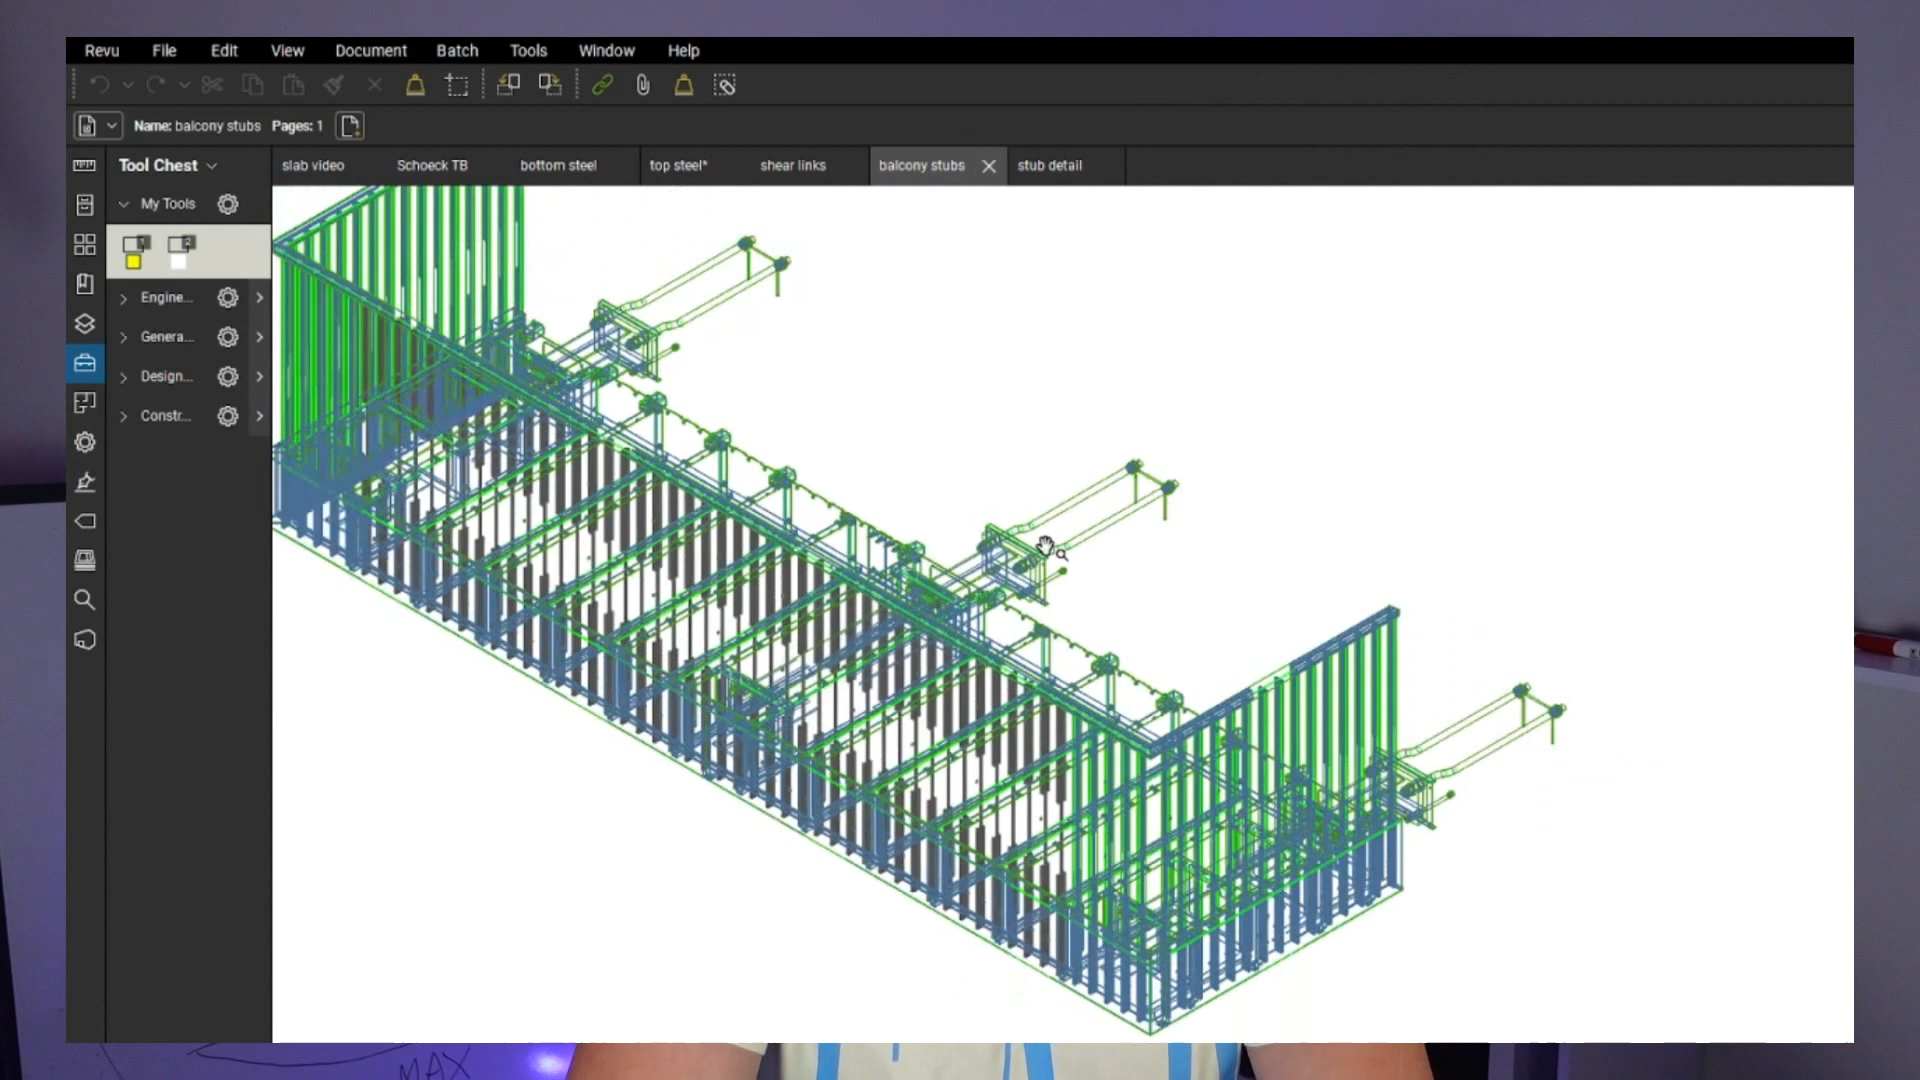 Revu File Edit View Document Batch Tools Window Help
Name: balcony stubs Pages: 1
Tool Chest
slab video Schoeck TB bottom steel top steel* shear links balcony stubs stub detail
My Tools
Engine...
Genera...
Design...
Constr...
MAX